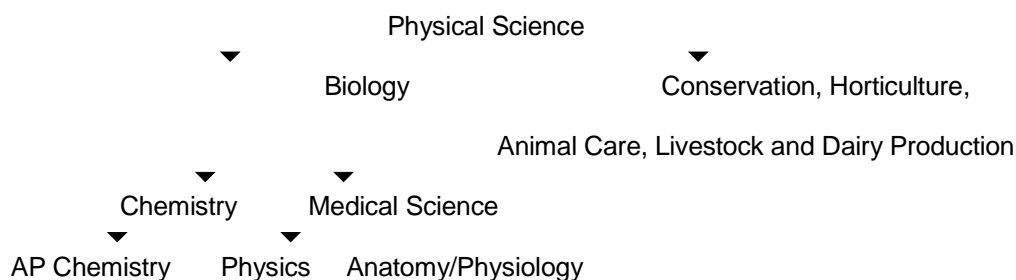 Physical Science
Biology Conservation, Horticulture,
Animal Care, Livestock and Dairy Production
Chemistry Medical Science
AP Chemistry Physics Anatomy/Physiology